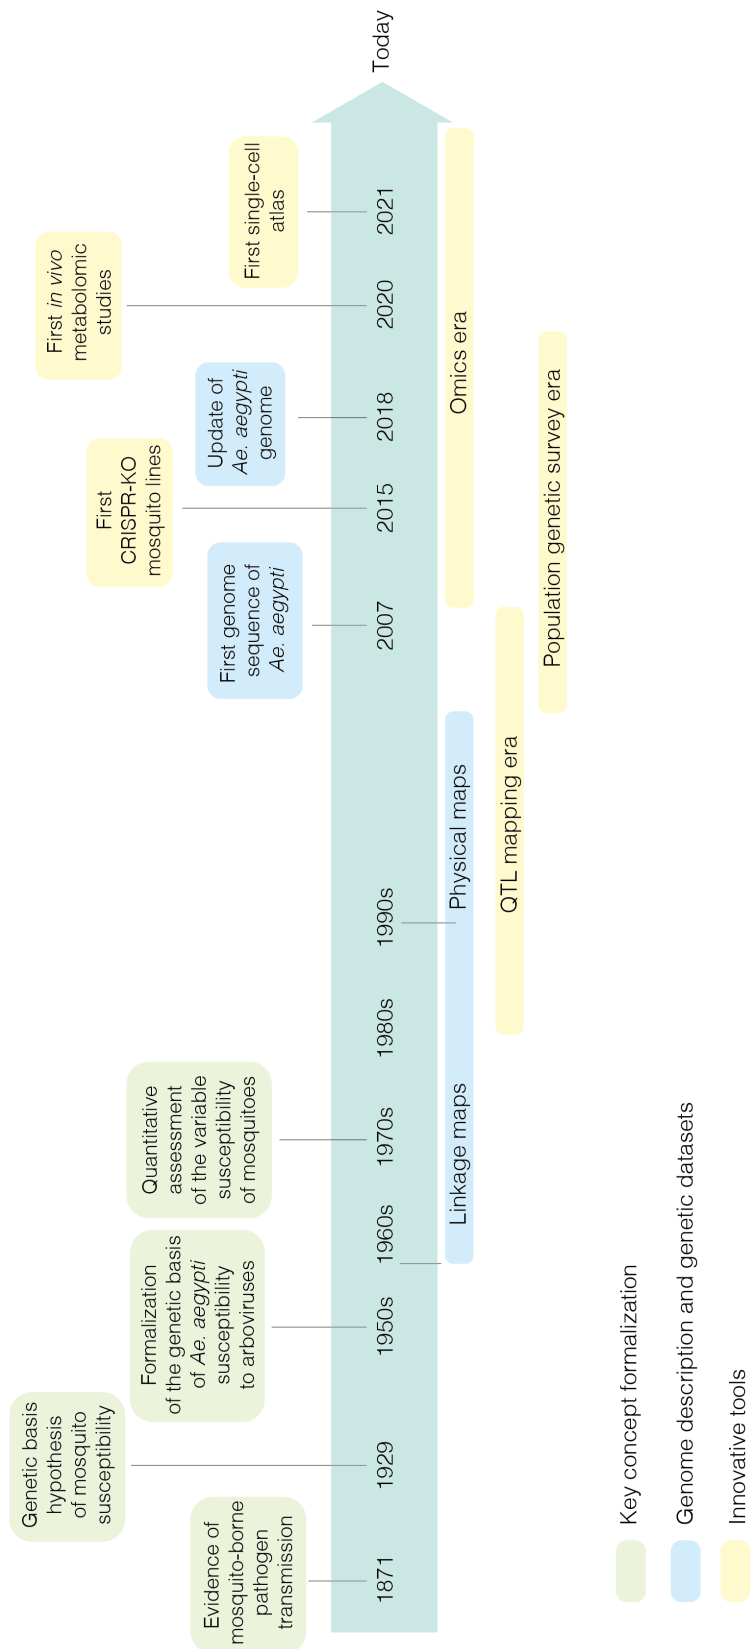 Evidence of
mosquito-borne
pathogen
transmission
Genetic basis
hypothesis
of mosquito
susceptibility
Formalization
of the genetic basis
of Ae. aegypti
susceptibility
to arboviruses
Quantitative
assessment
of the variable
susceptibility
of mosquitoes
First genome
sequence of
Ae. aegypti
First
CRISPR-KO
mosquito lines
Update of
Ae. aegypti
genome
First in vivo
metabolomic
studies
First single-cell
atlas
1871
1929
1950s
1960s
1970s
1980s
1990s
2007
2015
2018
2020
2021
Today
Linkage maps
Physical maps
Omics era
QTL mapping era
Population genetic survey era
Key concept formalization
Genome description and genetic datasets
Innovative tools